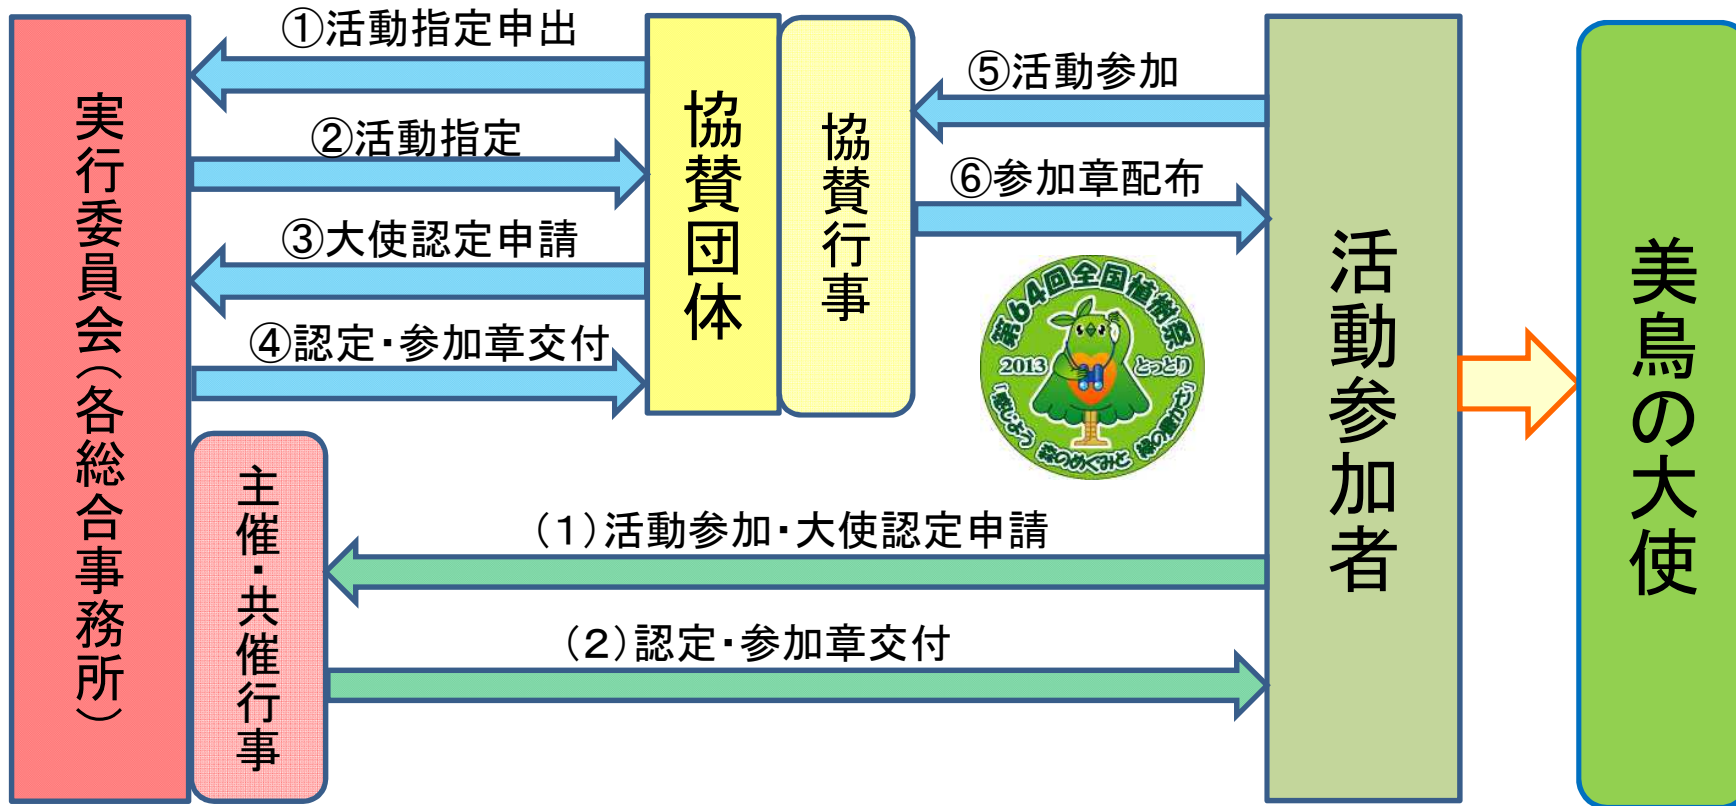 実行委員会（各総合事務所）
①活動指定申出
②活動指定
③大使認定申請
④認定・参加章交付
協賛団体
協賛行事
⑤活動参加
⑥参加章配布
第64回全国植樹祭
2013
とっとり
「感じよう 森のめぐみと 緑の豊かさ」
主催・共催行事
（１）活動参加・大使認定申請
（２）認定・参加章交付
活動参加者
美鳥の大使